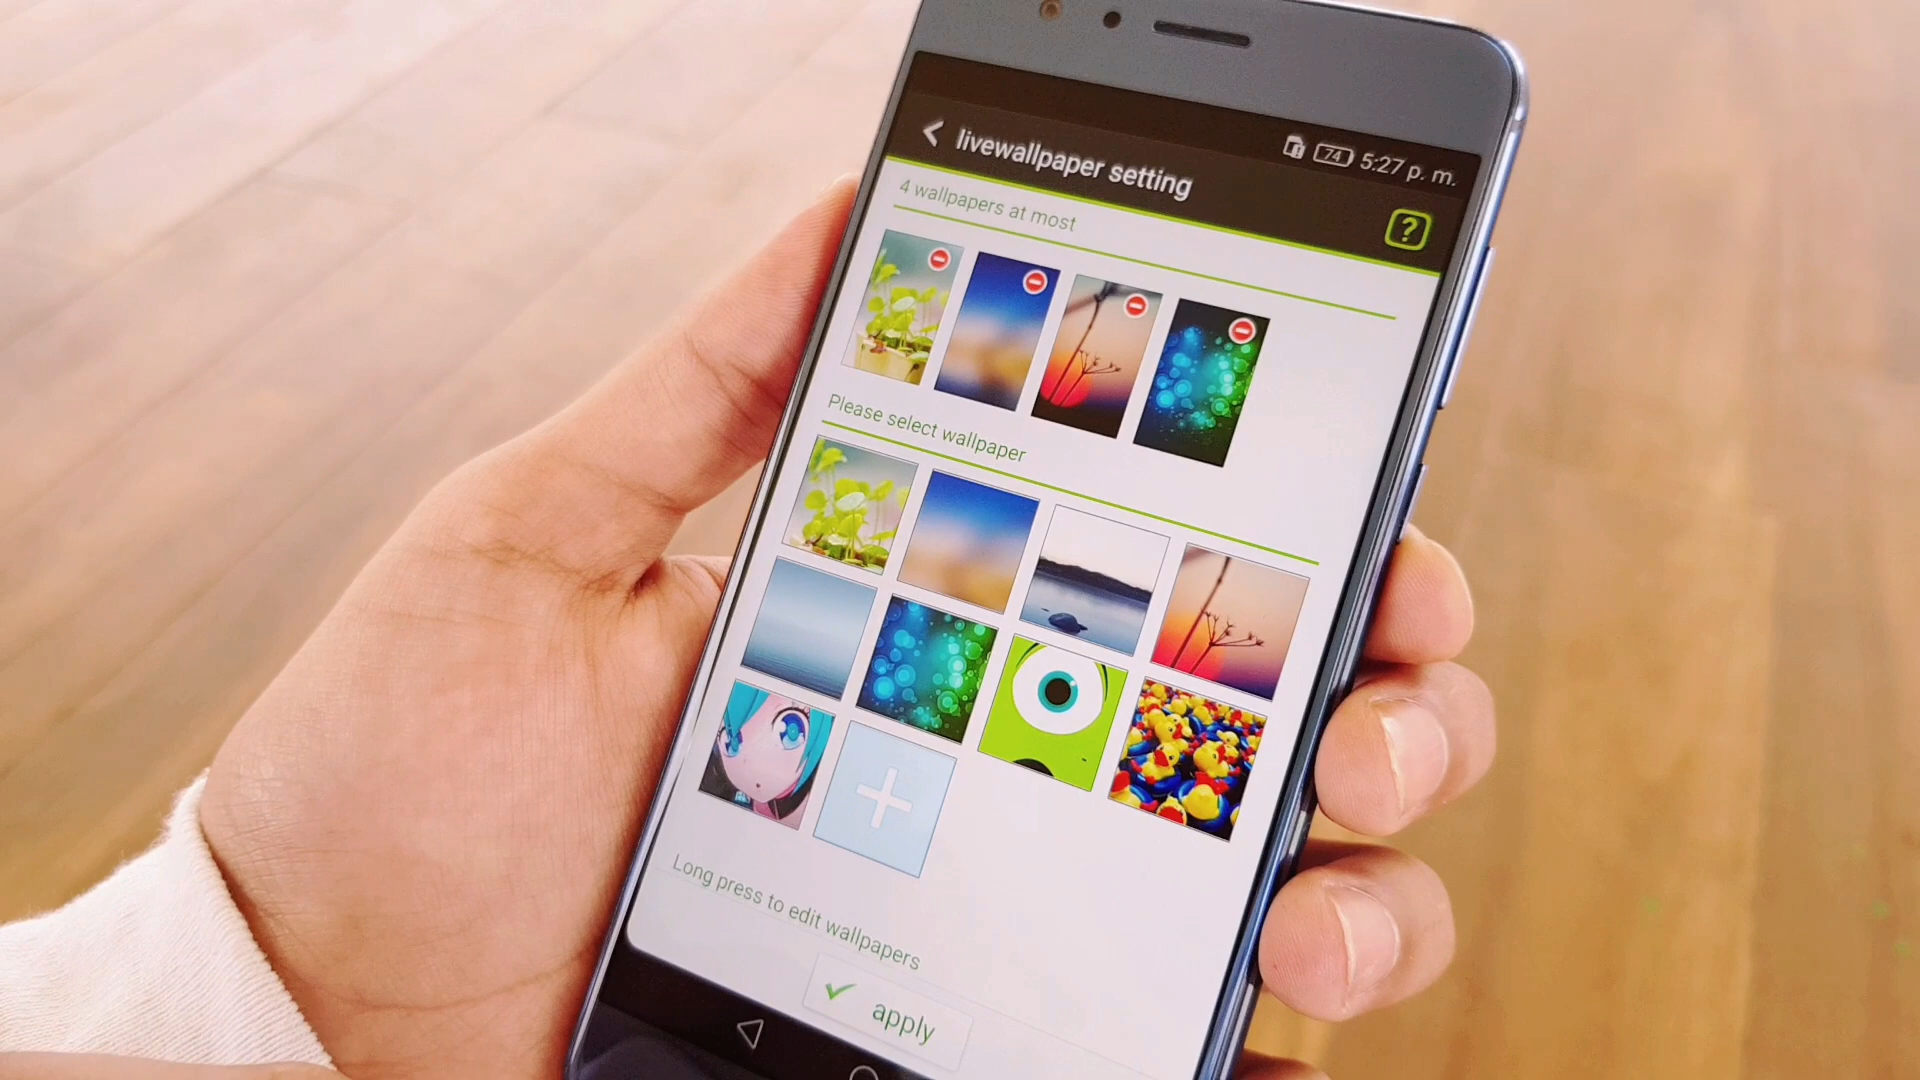 74 5:27 p. m.
livewallpaper setting
?
4 wallpapers at most
Please select wallpaper
Long press to edit wallpapers
apply